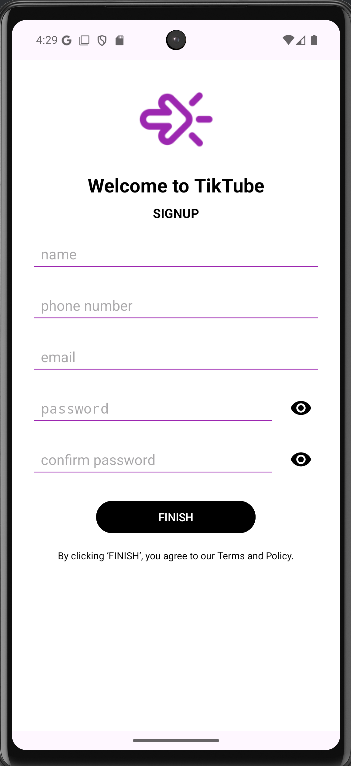 4:29
Welcome to TikTube
SIGNUP
name
phone number
email
password
confirm password
FINISH
By clicking 'FINISH', you agree to our Terms and Policy.